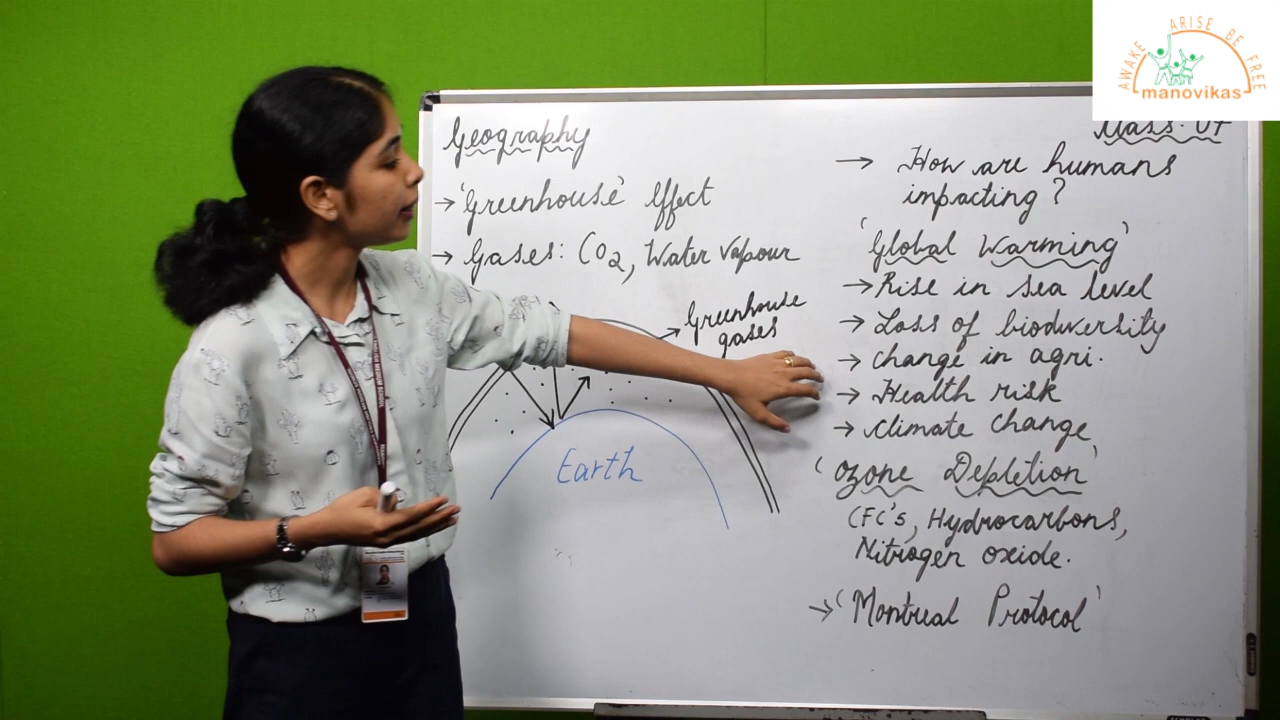 Geography
→ 'Greenhouse' Effect
→ Gases: CO₂, Water Vapour
→ Greenhouse
gases
Earth
→ How are humans
impacting?
'Global Warming'
→ Rise in sea level
→ Loss of biodiversity
→ change in agri.
→ Health risk
→ climate change
'Ozone Depletion'
CFC's, Hydrocarbons,
Nitrogen oxide.
→ 'Montreal Protocol'
AWAKE ARISE BE FREE
manovikas